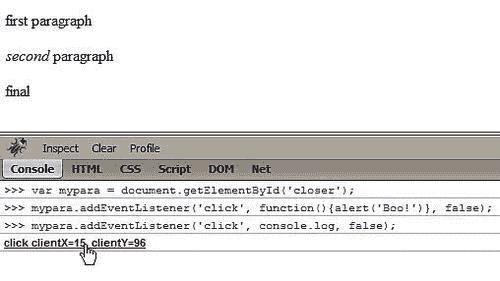 first paragraph
second paragraph
final
Inspect Clear Profile
Console HTML CSS Script DOM Net
>>> var mypara = document.getElementById('closer');
>>> mypara.addEventListener('click', function(){alert('Boo!')}, false);
>>> mypara.addEventListener('click', console.log, false);
click clientX=15, clientY=96